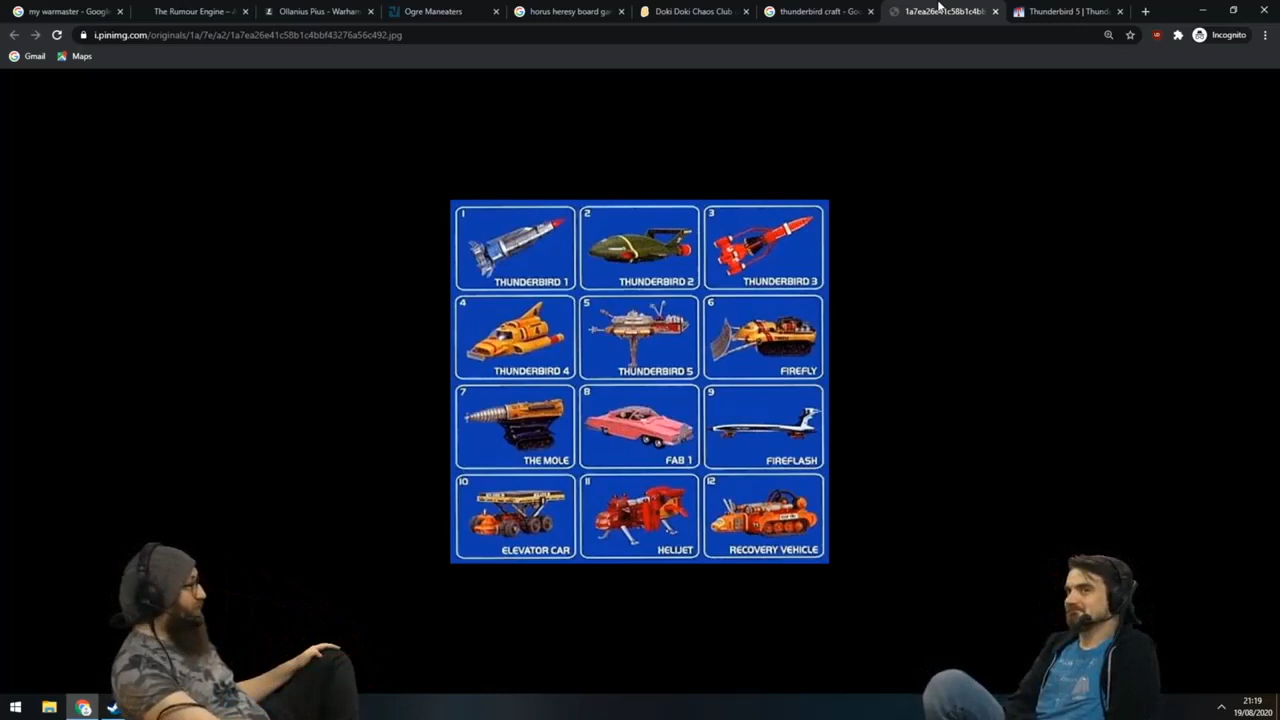 my warmaster - Googl
The Rumour Engine - A
Ollanius Pius - Warham
Ogre Maneaters
horus heresy board ga
Doki Doki Chaos Club -
thunderbird craft - Goo
1a7ea26e41c58b1c4bb
Thunderbird 5 | Thund
i.pinimg.com/originals/1a/7e/a2/1a7ea26e41c58b1c4bbf43276a56c492.jpg
Incognito
Gmail
Maps
1
THUNDERBIRD 1
2
THUNDERBIRD 2
3
THUNDERBIRD 3
4
THUNDERBIRD 4
5
THUNDERBIRD 5
6
FIREFLY
7
THE MOLE
8
FAB 1
9
FIREFLASH
10
ELEVATOR CAR
11
HELIJET
12
RECOVERY VEHICLE
21:19
19/08/2020